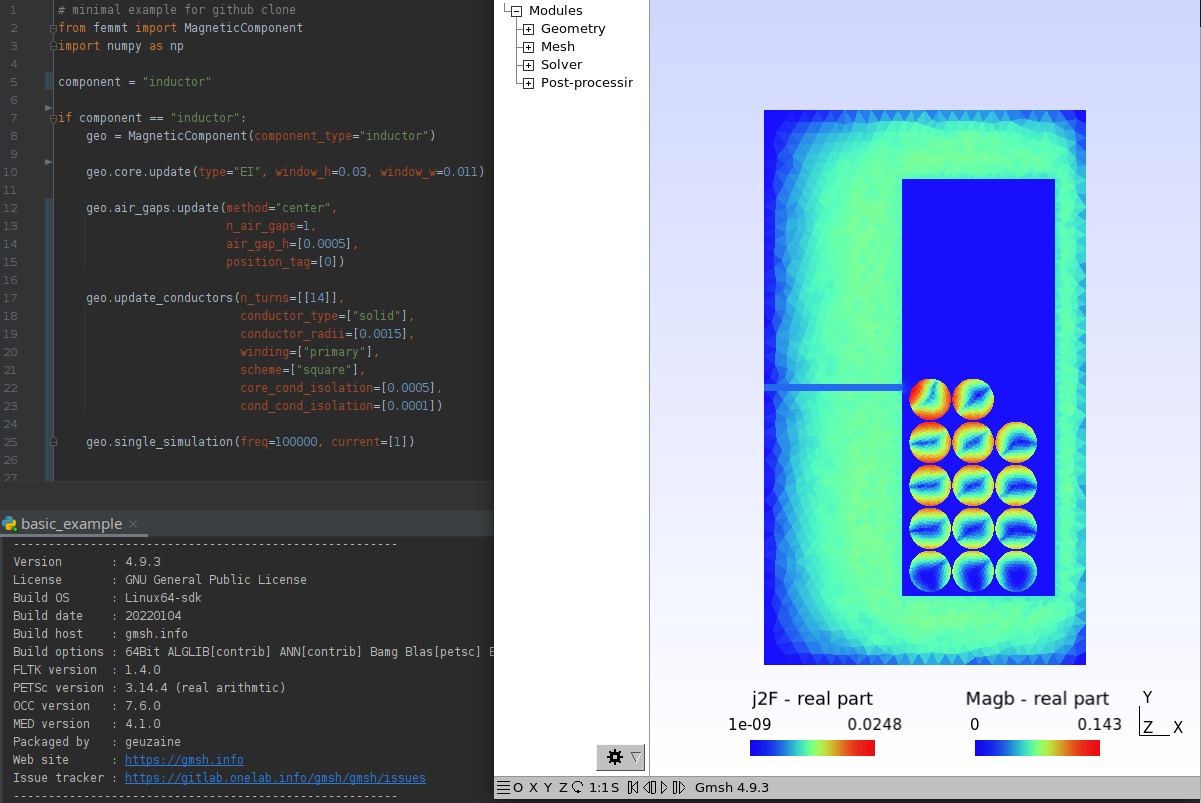 1 # minimal example for github clone
2 from femmt import MagneticComponent
3 import numpy as np
4
5 component = "inductor"
6
7 if component == "inductor":
8 geo = MagneticComponent(component_type="inductor")
9
10 geo.core.update(type="EI", window_h=0.03, window_w=0.011)
11
12 geo.air_gaps.update(method="center",
13 n_air_gaps=1,
14 air_gap_h=[0.0005],
15 position_tag=[0])
16
17 geo.update_conductors(n_turns=[[14]],
18 conductor_type=["solid"],
19 conductor_radii=[0.0015],
20 winding=["primary"],
21 scheme=["square"],
22 core_cond_isolation=[0.0005],
23 cond_cond_isolation=[0.0001])
24
25 geo.single_simulation(freq=100000, current=[1])
26
27
basic_example ×
-------------------------------------------------------
Version : 4.9.3
License : GNU General Public License
Build OS : Linux64-sdk
Build date : 20220104
Build host : gmsh.info
Build options : 64Bit ALGLIB[contrib] ANN[contrib] Bamg Blas[petsc]
FLTK version : 1.4.0
PETSc version : 3.14.4 (real arithmtic)
OCC version : 7.6.0
MED version : 4.1.0
Packaged by : geuzaine
Web site : https://gmsh.info
Issue tracker : https://gitlab.onelab.info/gmsh/gmsh/issues
-------------------------------------------------------
Modules
Geometry
Mesh
Solver
Post-processir
j2F - real part
1e-09 0.0248
Magb - real part
0 0.143
Y
Z X
O X Y Z 1:1 S Gmsh 4.9.3